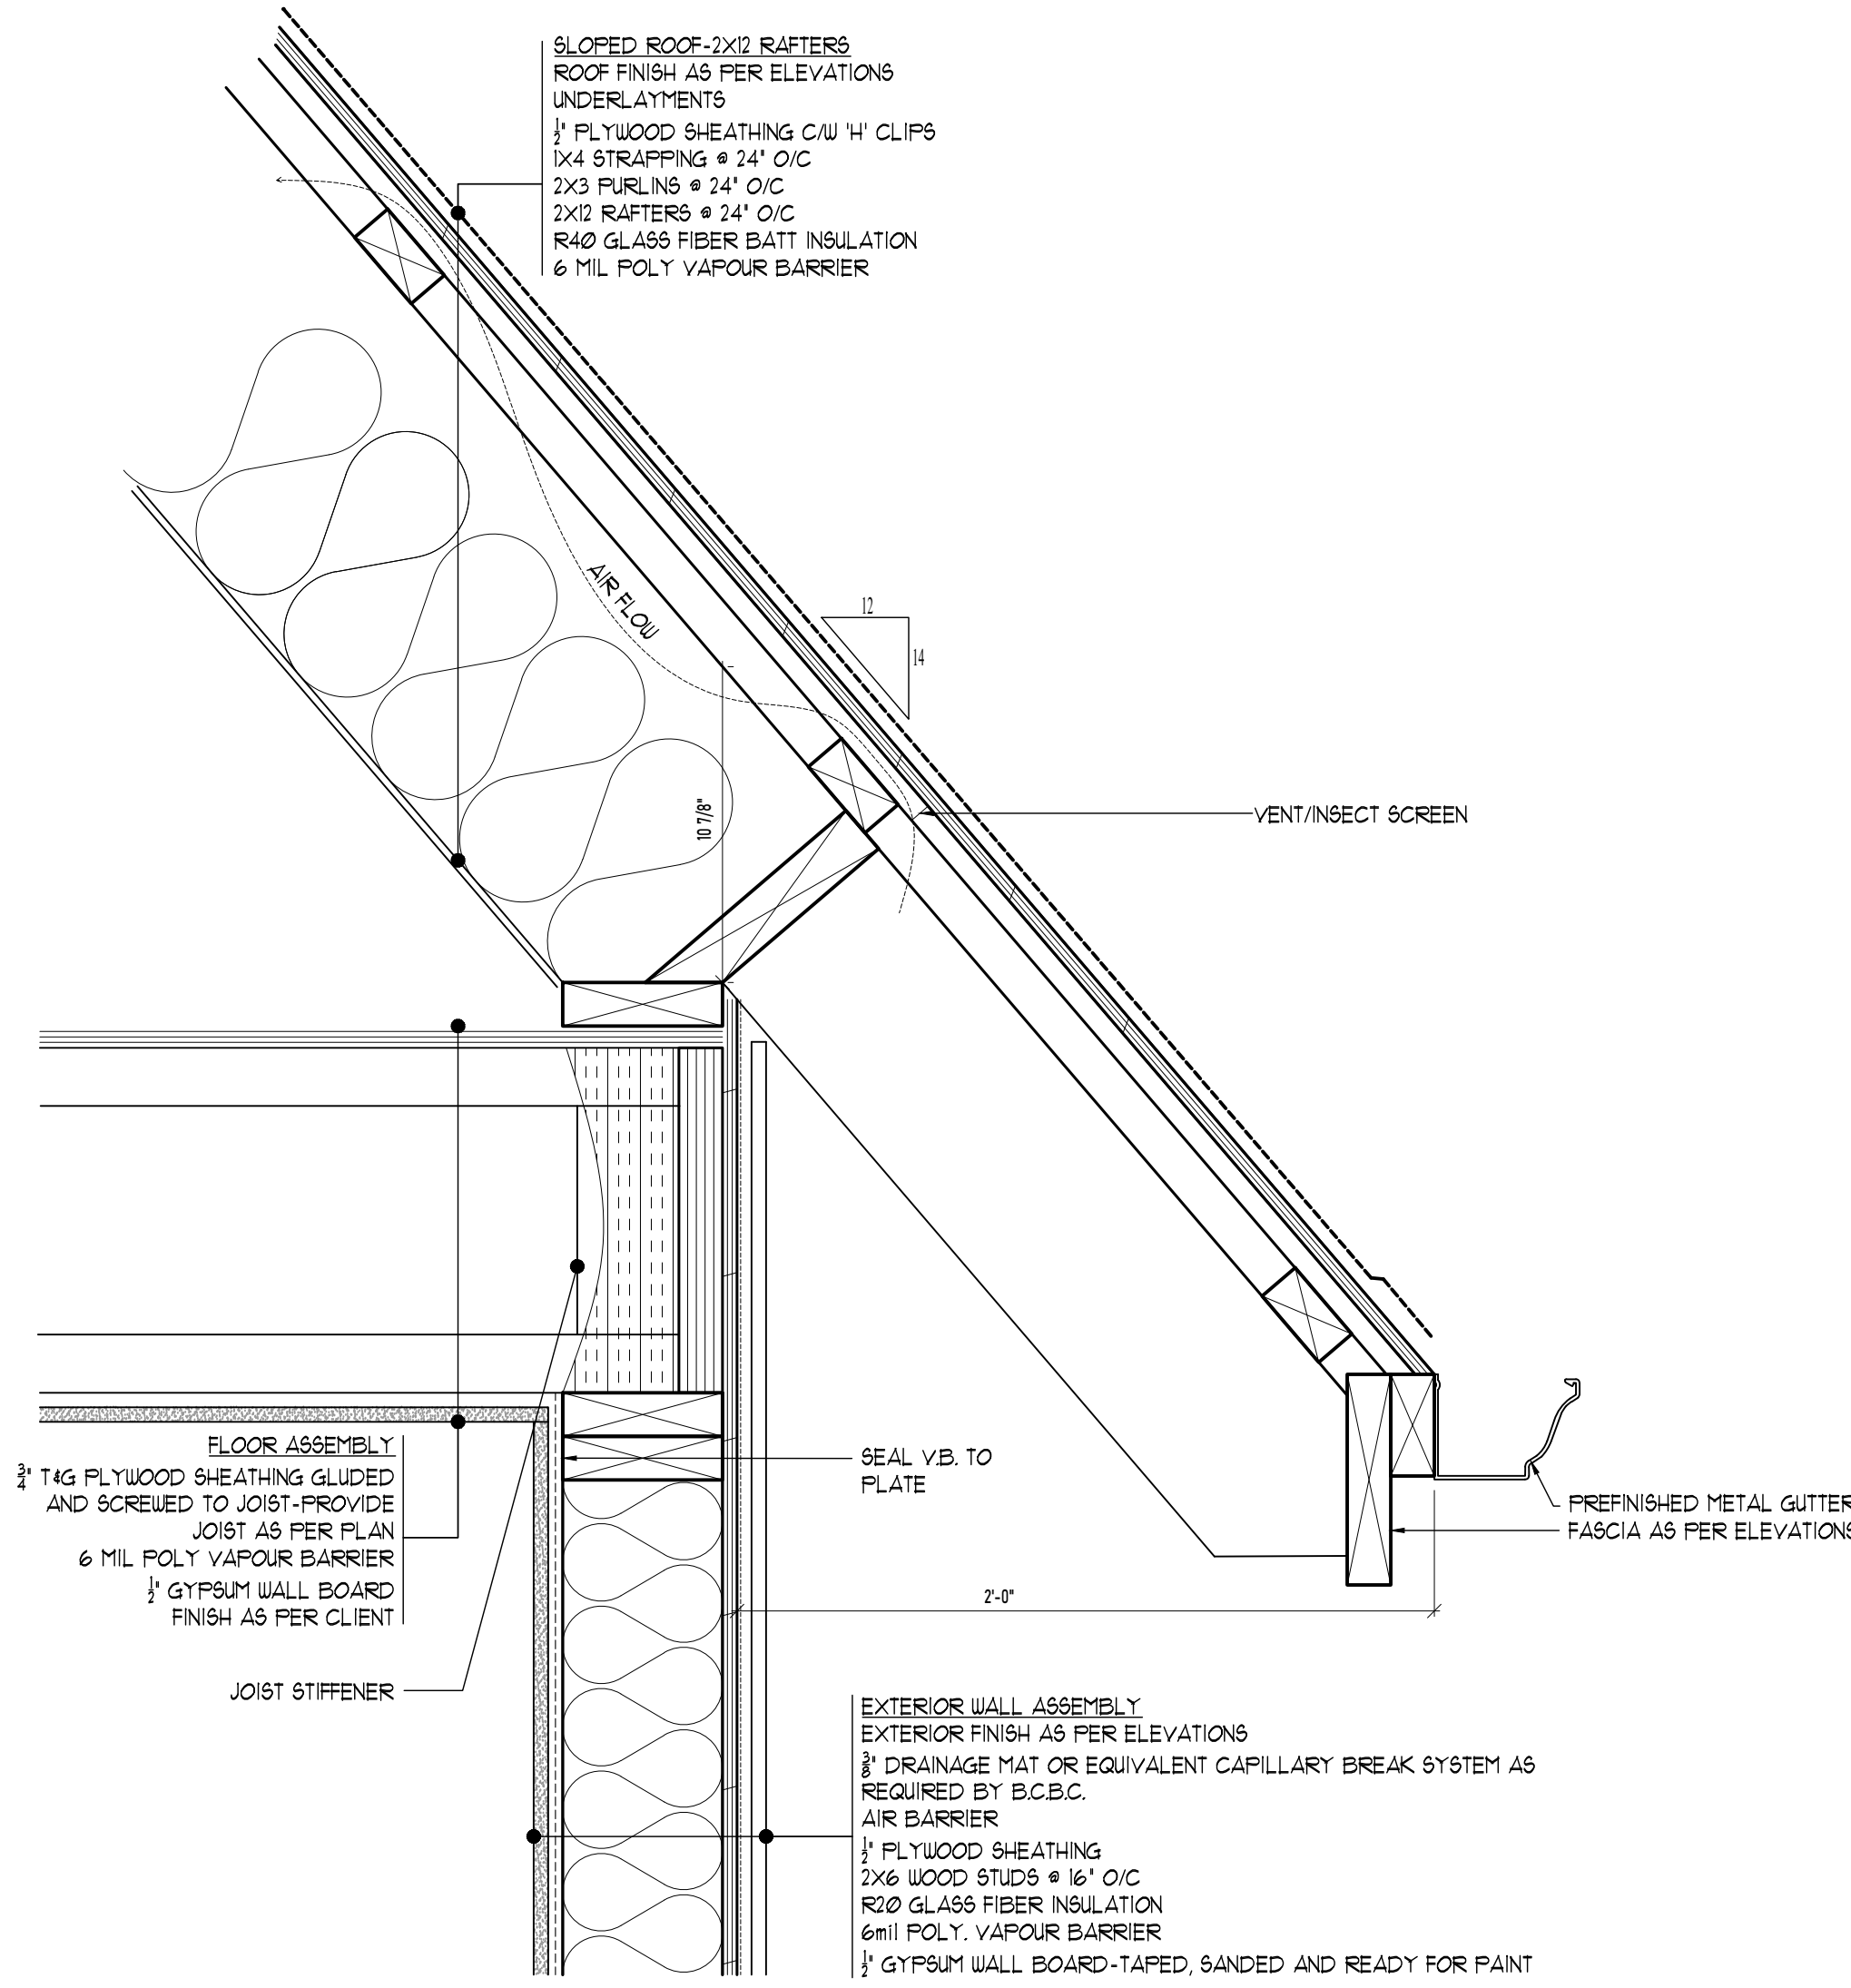 SLOPED ROOF-2X12 RAFTERS
ROOF FINISH AS PER ELEVATIONS
UNDERLAYMENTS
1/2" PLYWOOD SHEATHING C/W 'H' CLIPS
1X4 STRAPPING @ 24" O/C
2X3 PURLINS @ 24" O/C
2X12 RAFTERS @ 24" O/C
R40 GLASS FIBER BATT INSULATION
6 MIL POLY VAPOUR BARRIER
AIR FLOW
12
14
10 7/8"
VENT/INSECT SCREEN
FLOOR ASSEMBLY
3/4" T&G PLYWOOD SHEATHING GLUDED
AND SCREWED TO JOIST-PROVIDE
JOIST AS PER PLAN
6 MIL POLY VAPOUR BARRIER
1/2" GYPSUM WALL BOARD
FINISH AS PER CLIENT
SEAL V.B. TO
PLATE
PREFINISHED METAL GUTTER
FASCIA AS PER ELEVATIONS
2'-0"
JOIST STIFFENER
EXTERIOR WALL ASSEMBLY
EXTERIOR FINISH AS PER ELEVATIONS
3/8" DRAINAGE MAT OR EQUIVALENT CAPILLARY BREAK SYSTEM AS
REQUIRED BY B.C.B.C.
AIR BARRIER
1/2" PLYWOOD SHEATHING
2X6 WOOD STUDS @ 16" O/C
R20 GLASS FIBER INSULATION
6mil POLY. VAPOUR BARRIER
1/2" GYPSUM WALL BOARD-TAPED, SANDED AND READY FOR PAINT